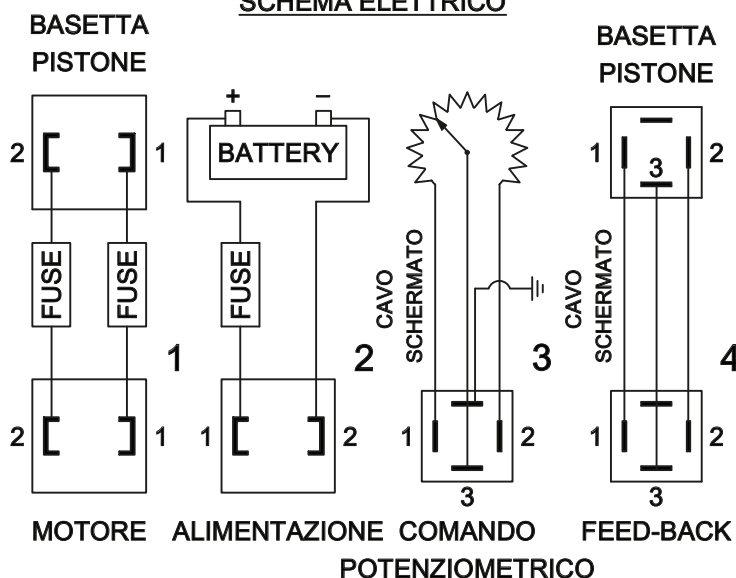 SCHEMA ELETTRICO
BASETTA
PISTONE
2
1
FUSE
FUSE
1
2
1
MOTORE
+
−
BATTERY
FUSE
2
1
2
ALIMENTAZIONE
CAVO
SCHERMATO
3
1
2
3
COMANDO
POTENZIOMETRICO
BASETTA
PISTONE
1
2
3
CAVO
SCHERMATO
4
1
2
3
FEED-BACK